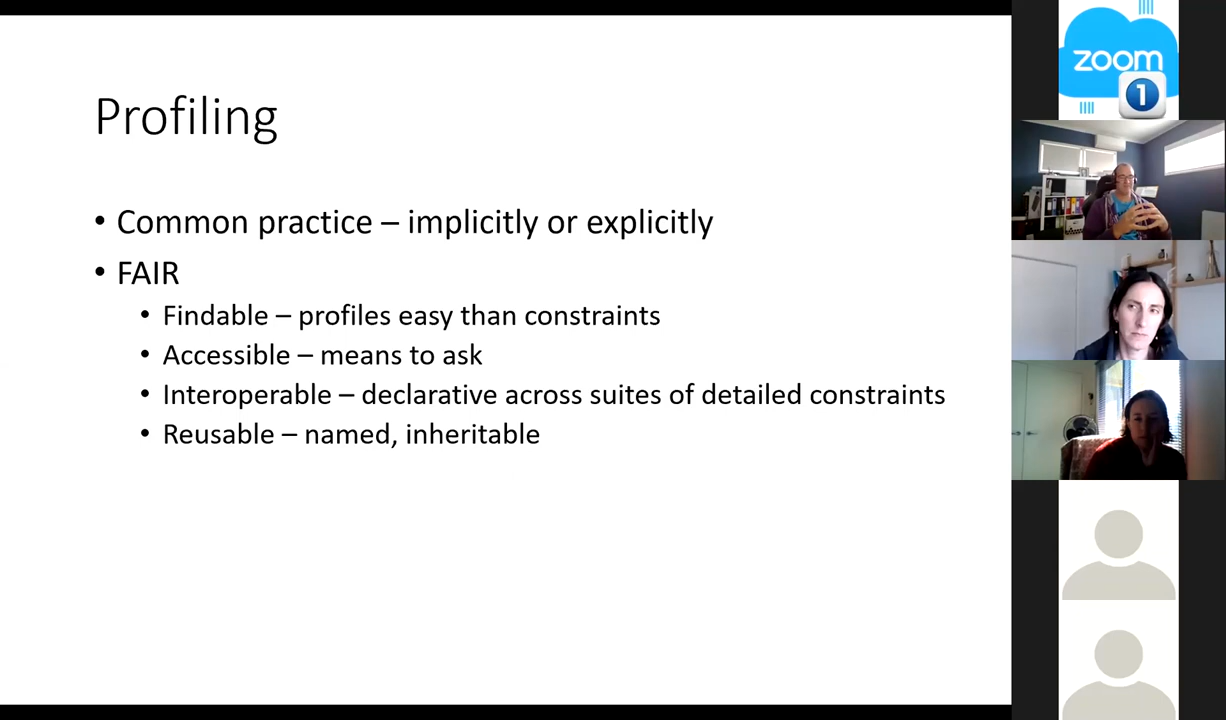 Profiling
• Common practice – implicitly or explicitly
• FAIR
• Findable – profiles easy than constraints
• Accessible – means to ask
• Interoperable – declarative across suites of detailed constraints
• Reusable – named, inheritable
zoom
1